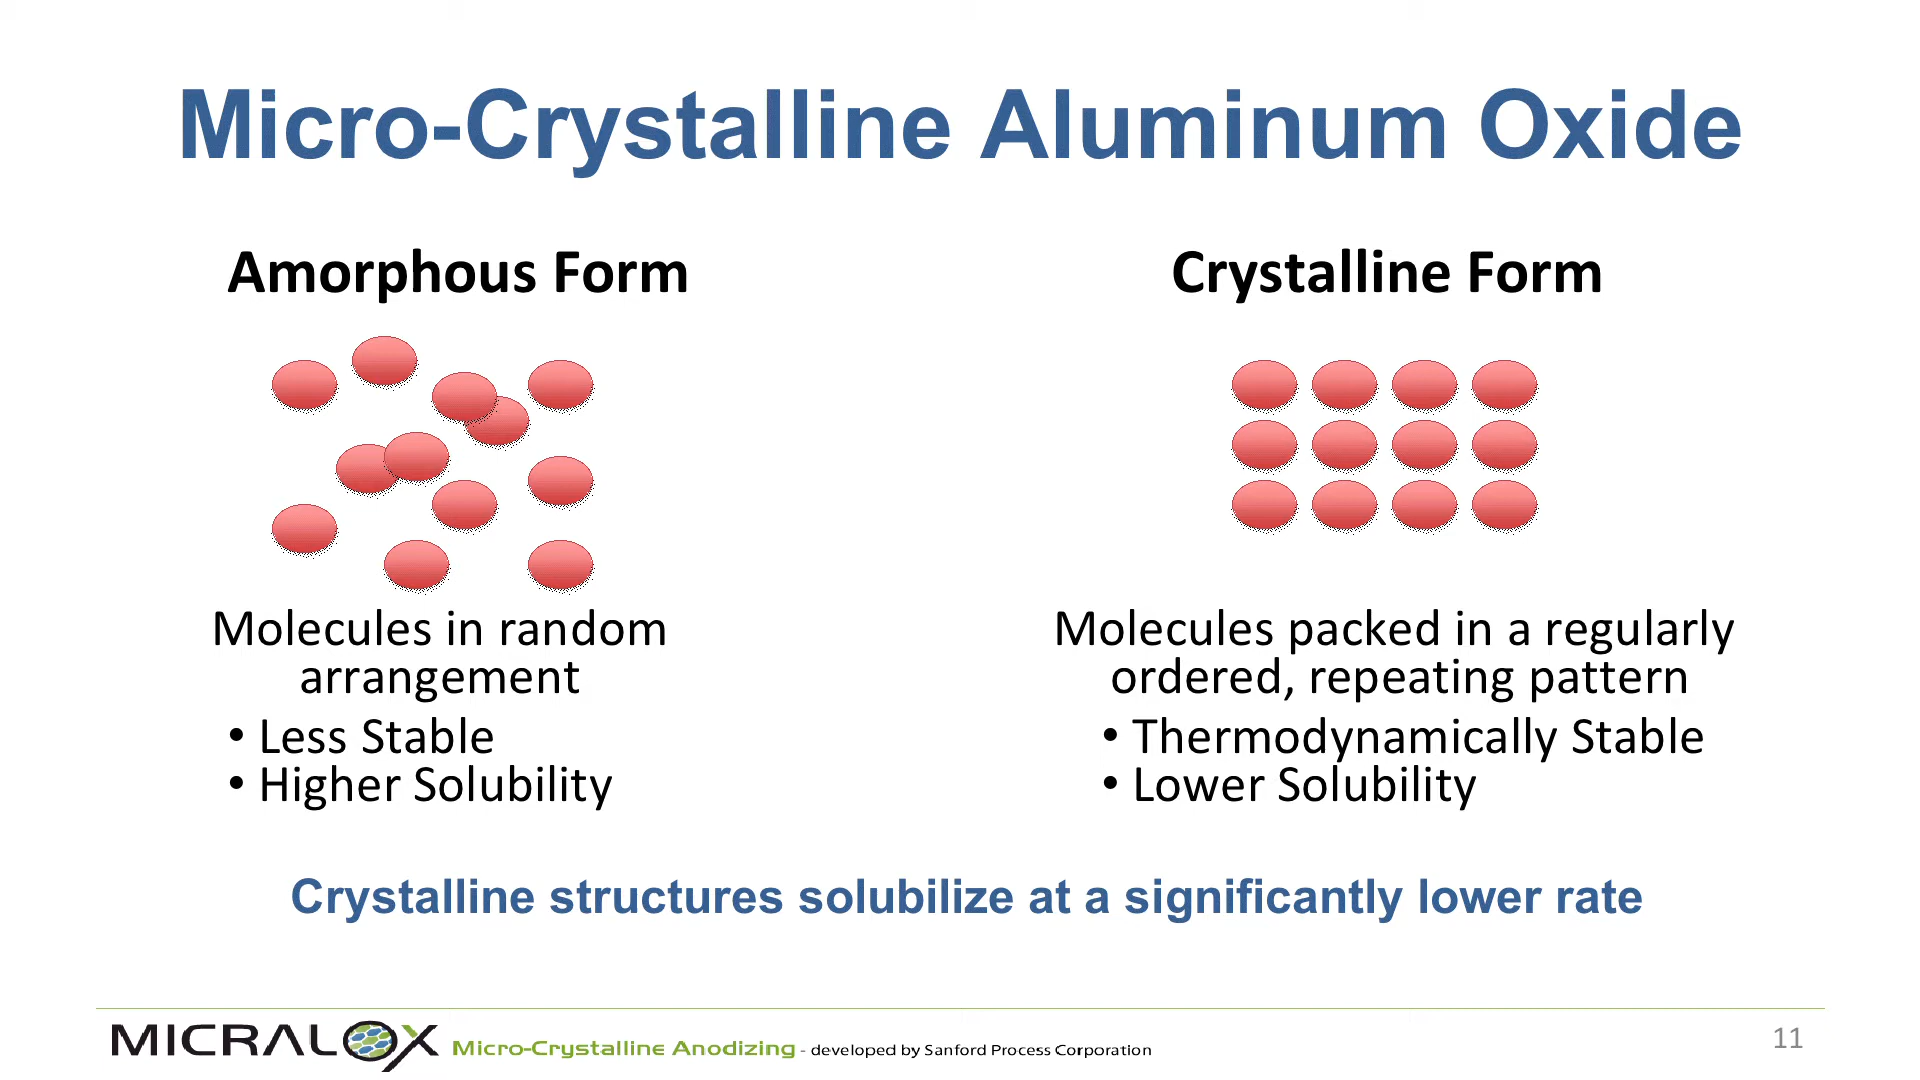 Micro-Crystalline Aluminum Oxide
Amorphous Form
Molecules in random
arrangement
• Less Stable
• Higher Solubility
Crystalline Form
Molecules packed in a regularly
ordered, repeating pattern
• Thermodynamically Stable
• Lower Solubility
Crystalline structures solubilize at a significantly lower rate
MICRALOX Micro-Crystalline Anodizing - developed by Sanford Process Corporation
11